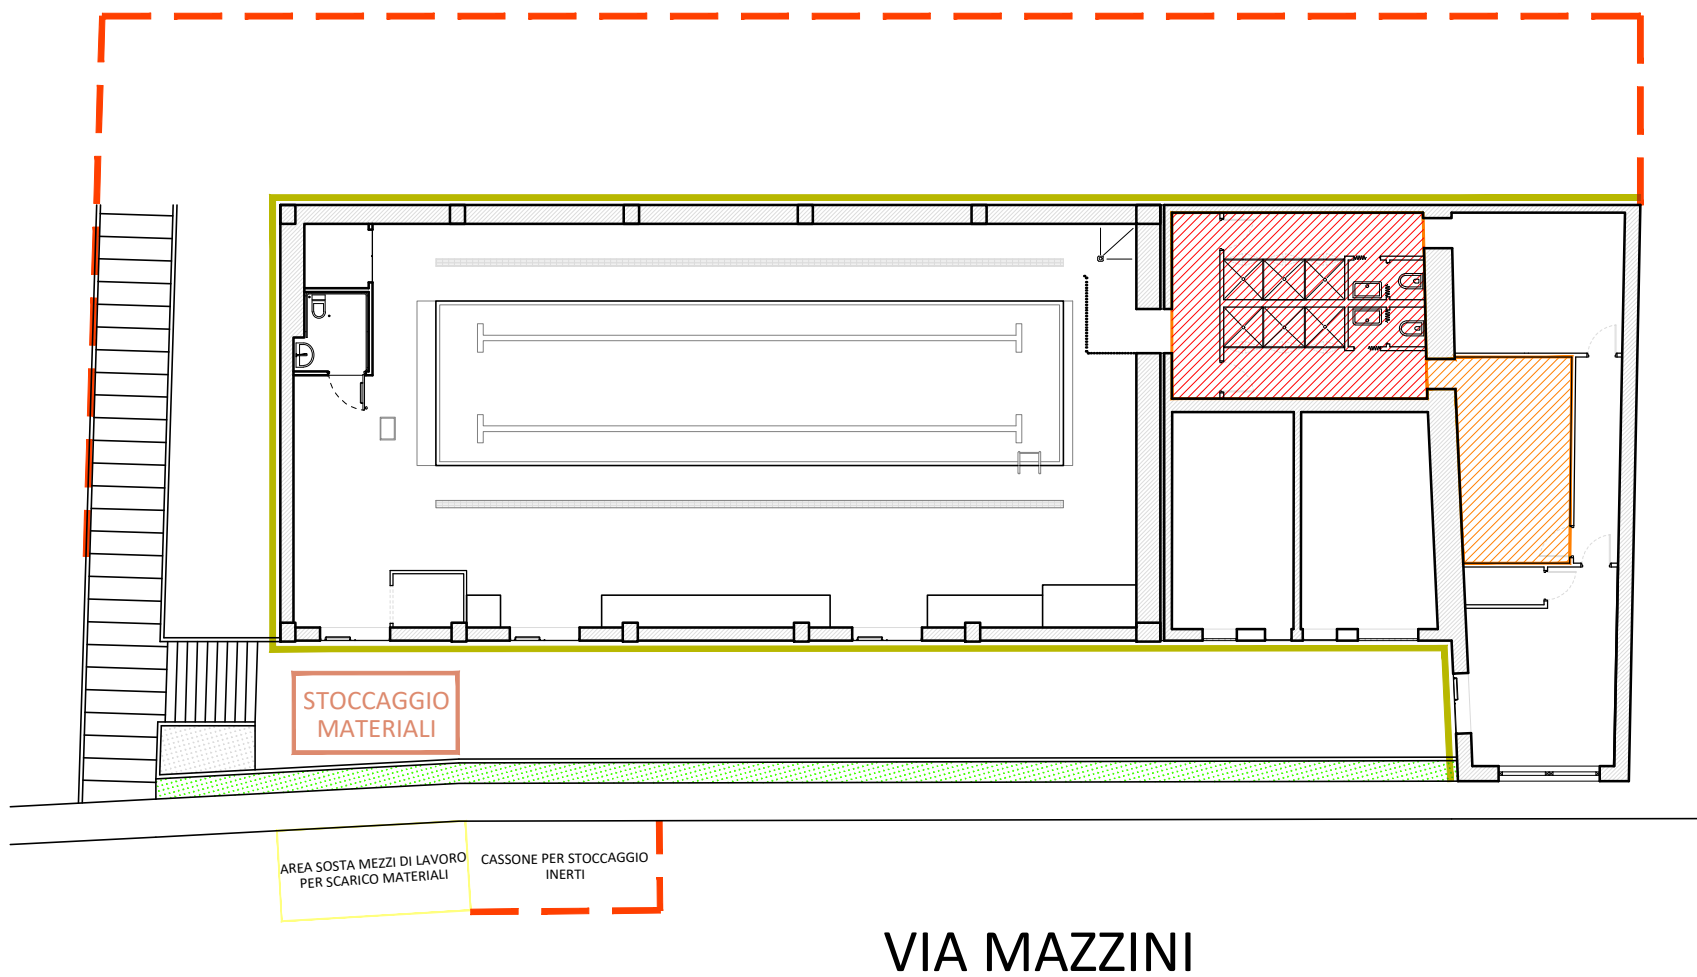 STOCCAGGIO
MATERIALI
AREA SOSTA MEZZI DI LAVORO
PER SCARICO MATERIALI
CASSONE PER STOCCAGGIO
INERTI
VIA MAZZINI